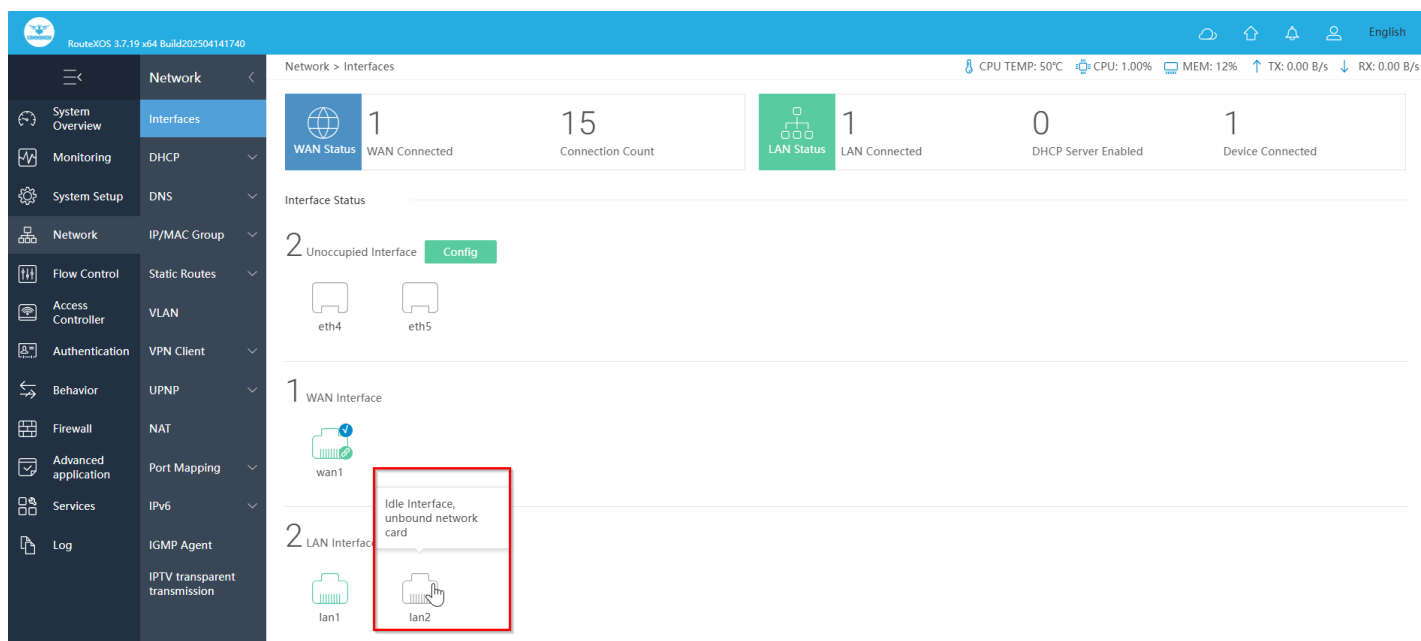 RouteXOS 3.7.19 x64 Build202504141740
English
Network
Network > Interfaces
CPU TEMP: 50℃ CPU: 1.00% MEM: 12% TX: 0.00 B/s RX: 0.00 B/s
System
Overview
Monitoring
System Setup
Network
Flow Control
Access
Controller
Authentication
Behavior
Firewall
Advanced
application
Services
Log
Interfaces
DHCP
DNS
IP/MAC Group
Static Routes
VLAN
VPN Client
UPNP
NAT
Port Mapping
IPv6
IGMP Agent
IPTV transparent
transmission
WAN Status
1
WAN Connected
15
Connection Count
LAN Status
1
LAN Connected
0
DHCP Server Enabled
1
Device Connected
Interface Status
2 Unoccupied Interface Config
eth4 eth5
1 WAN Interface
wan1
Idle Interface,
unbound network
card
2 LAN Interfac
lan1 lan2